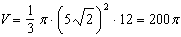 V = 1/3 π · (5√2)² · 12 = 200π